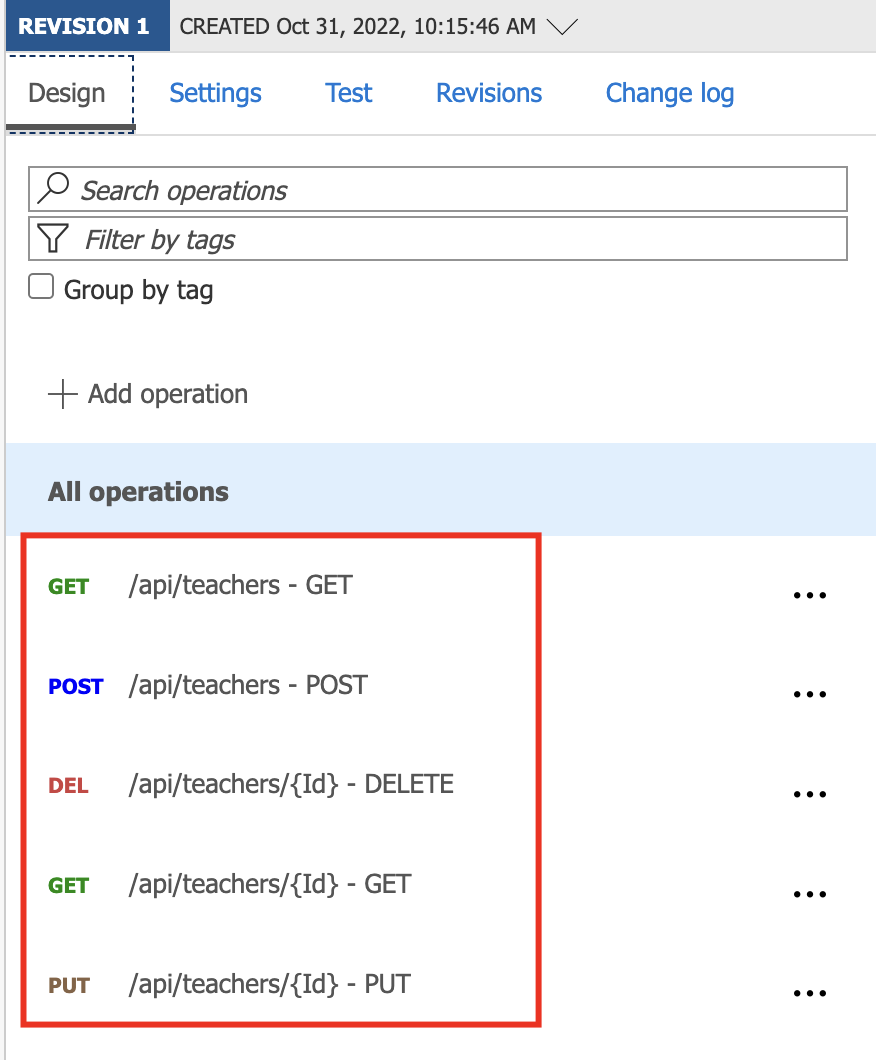 REVISION 1 CREATED Oct 31, 2022, 10:15:46 AM
Design Settings Test Revisions Change log
Search operations
Filter by tags
Group by tag
Add operation
All operations
GET /api/teachers - GET
POST /api/teachers - POST
DEL /api/teachers/{Id} - DELETE
GET /api/teachers/{Id} - GET
PUT /api/teachers/{Id} - PUT